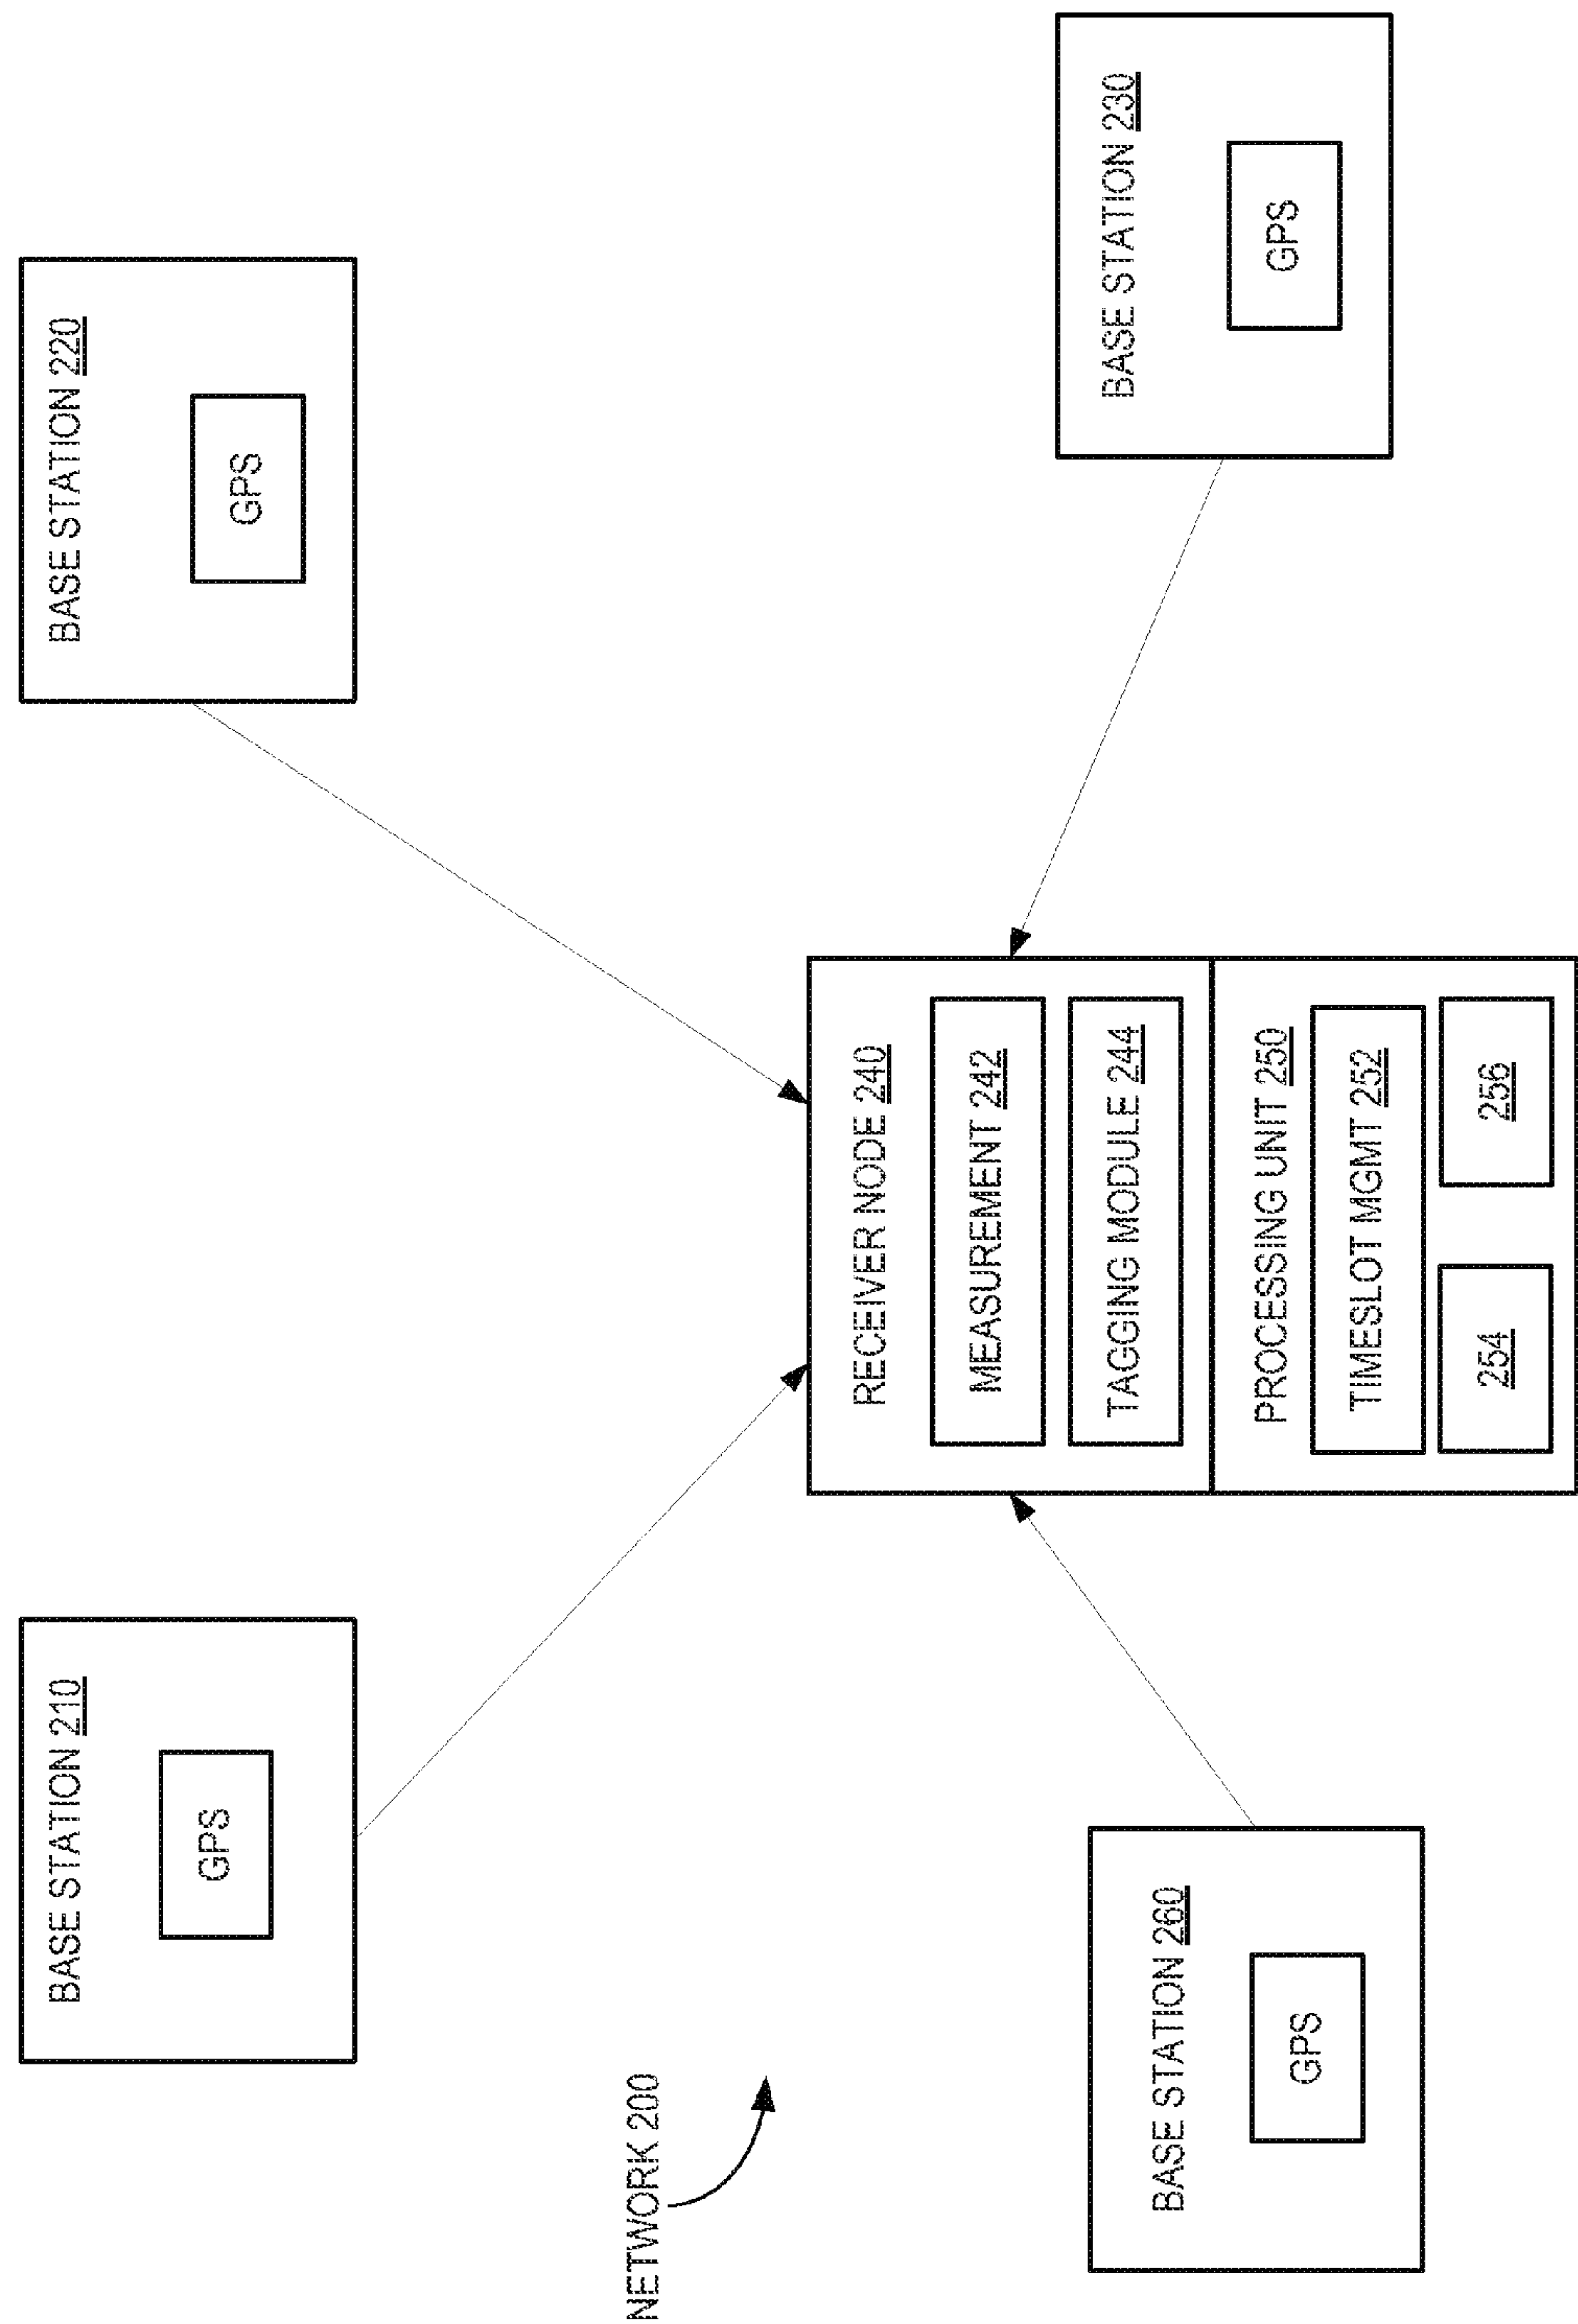 BASE STATION 210
GPS
BASE STATION 220
GPS
NETWORK 200
RECEIVER NODE 240
MEASUREMENT 242
TAGGING MODULE 244
PROCESSING UNIT 250
TIMESLOT MGMT 252
254
256
BASE STATION 260
GPS
BASE STATION 230
GPS